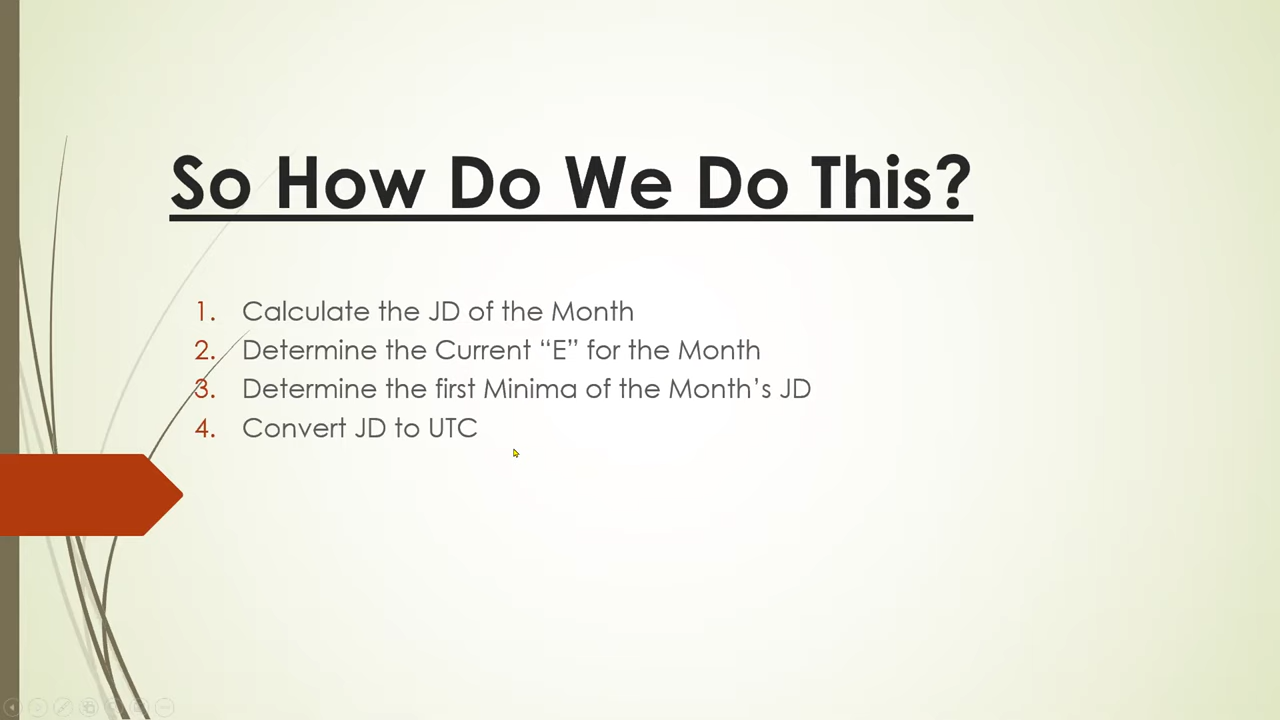 So How Do We Do This?
1. Calculate the JD of the Month
2. Determine the Current “E” for the Month
3. Determine the first Minima of the Month’s JD
4. Convert JD to UTC